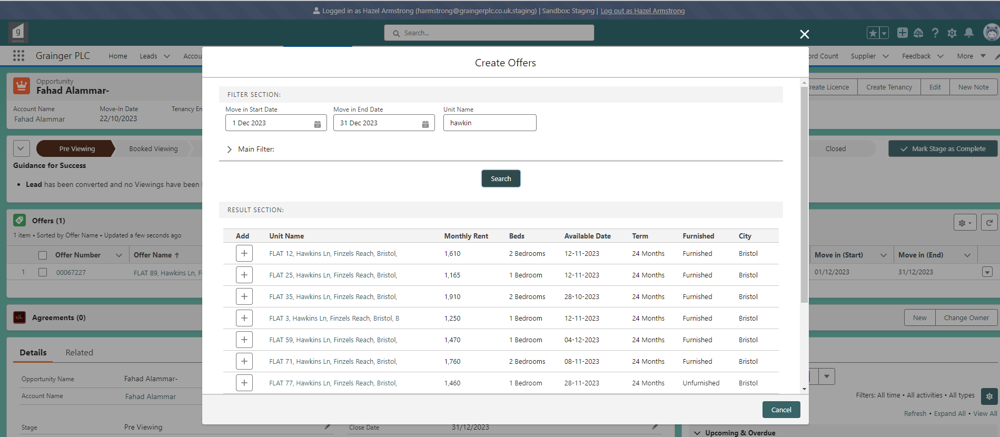 Logged in as Hazel Armstrong (harmstrong@graingerplc.co.uk.staging) | Sandbox: Staging | Log out as Hazel Armstrong
g
Search...
Grainger PLC Home Leads Accou ord Count Supplier Feedback More
Create Offers
Opportunity
Fahad Alammar-
reate Licence Create Tenancy Edit New Note
Account Name Move-In Date Tenancy En
Fahad Alammar 22/10/2023
FILTER SECTION:
Move in Start Date Move in End Date Unit Name
1 Dec 2023 31 Dec 2023 hawkin
Main Filter:
Search
Pre Viewing Booked Viewing Closed Mark Stage as Complete
Guidance for Success
Lead has been converted and no Viewings have been
RESULT SECTION:
Add Unit Name Monthly Rent Beds Available Date Term Furnished City
FLAT 12, Hawkins Ln, Finzels Reach, Bristol, 1,610 2 Bedrooms 12-11-2023 24 Months Furnished Bristol
FLAT 25, Hawkins Ln, Finzels Reach, Bristol, 1,165 1 Bedroom 12-11-2023 24 Months Furnished Bristol
FLAT 35, Hawkins Ln, Finzels Reach, Bristol, 1,910 2 Bedrooms 28-10-2023 24 Months Furnished Bristol
FLAT 3, Hawkins Ln, Finzels Reach, Bristol, B 1,250 1 Bedroom 12-11-2023 24 Months Furnished Bristol
FLAT 59, Hawkins Ln, Finzels Reach, Bristol, 1,470 1 Bedroom 04-12-2023 24 Months Furnished Bristol
FLAT 71, Hawkins Ln, Finzels Reach, Bristol, 1,760 2 Bedrooms 08-11-2023 24 Months Furnished Bristol
FLAT 77, Hawkins Ln, Finzels Reach, Bristol, 1,460 1 Bedroom 28-11-2023 24 Months Unfurnished Bristol
Cancel
Offers (1)
1 item • Sorted by Offer Name • Updated a few seconds ago
Offer Number Offer Name ↑ Move in (Start) Move in (End)
1 00067227 FLAT 89, Hawkins Ln, Fi 01/12/2023 31/12/2023
Agreements (0) New Change Owner
Details Related
Opportunity Name Fahad Alammar-
Account Name Fahad Alammar
Stage Pre Viewing Close Date 31/12/2023
Filters: All time • All activities • All types
Refresh • Expand All • View All
Upcoming & Overdue